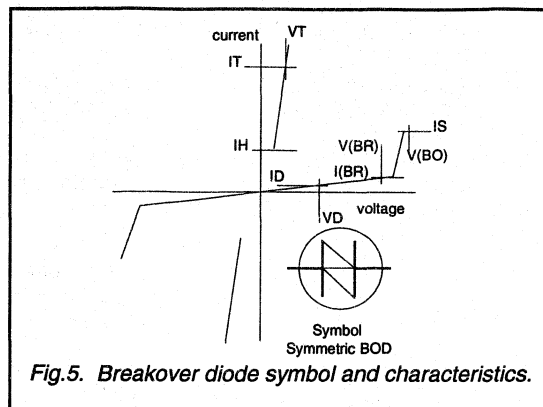 current
VT
IT
IH
IS
V(BR)
V(BO)
I(BR)
ID
voltage
VD
Symbol
Symmetric BOD
Fig.5. Breakover diode symbol and characteristics.